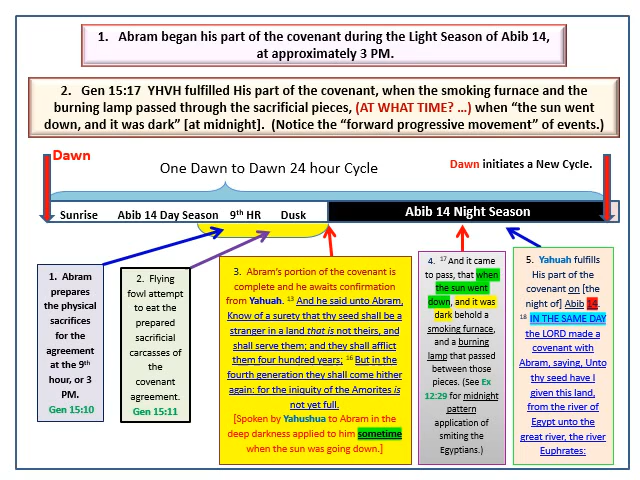 1. Abram began his part of the covenant during the Light Season of Abib 14,
at approximately 3 PM.
2. Gen 15:17 YHVH fulfilled His part of the covenant, when the smoking furnace and the
burning lamp passed through the sacrificial pieces, (AT WHAT TIME? ...) when “the sun went
down, and it was dark” [at midnight]. (Notice the “forward progressive movement” of events.)
Dawn
One Dawn to Dawn 24 hour Cycle
Dawn initiates a New Cycle.
Sunrise Abib 14 Day Season 9th HR Dusk
Abib 14 Night Season
1. Abram
prepares
the physical
sacrifices
for the
agreement
at the 9th
hour, or 3
PM.
Gen 15:10
2. Flying
fowl attempt
to eat the
prepared
sacrificial
carcasses of
the
covenant
agreement.
Gen 15:11
3. Abram’s portion of the covenant is
complete and he awaits confirmation
from Yahuah. 13 And he said unto Abram,
Know of a surety that thy seed shall be a
stranger in a land that is not theirs, and
shall serve them; and they shall afflict
them four hundred years; 16 But in the
fourth generation they shall come hither
again: for the iniquity of the Amorites is
not yet full.
[Spoken by Yahushua to Abram in the
deep darkness applied to him sometime
when the sun was going down.]
4. 17 And it came
to pass, that when
the sun went
down, and it was
dark behold a
smoking furnace,
and a burning
lamp that passed
between those
pieces. (See Ex
12:29 for midnight
pattern
application of
smiting the
Egyptians.)
5. Yahuah fulfills
His part of the
covenant on [the
night of] Abib 14.
18 IN THE SAME DAY
the LORD made a
covenant with
Abram, saying, Unto
thy seed have I
given this land,
from the river of
Egypt unto the
great river, the river
Euphrates: